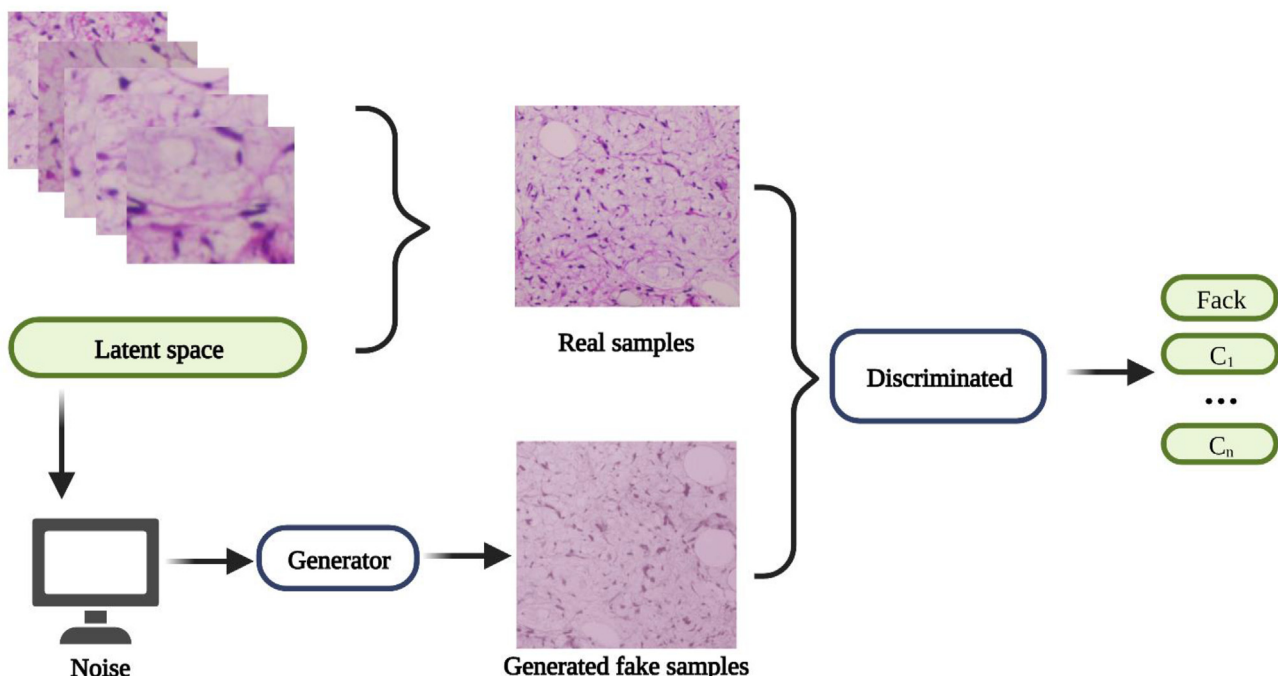 Latent space
Noise
Generator
Real samples
Generated fake samples
Discriminated
Fack
C₁
...
Cₙ